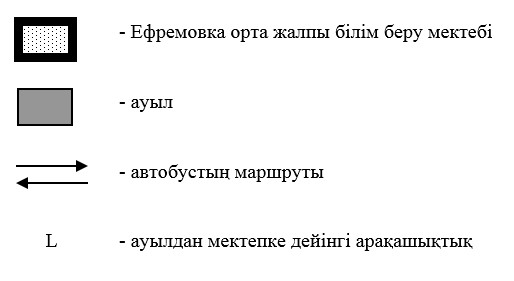 - Ефремовка орта жалпы білім беру мектебі
- ауыл
- автобустың маршруты
L - ауылдан мектепке дейінгі арақашықтық